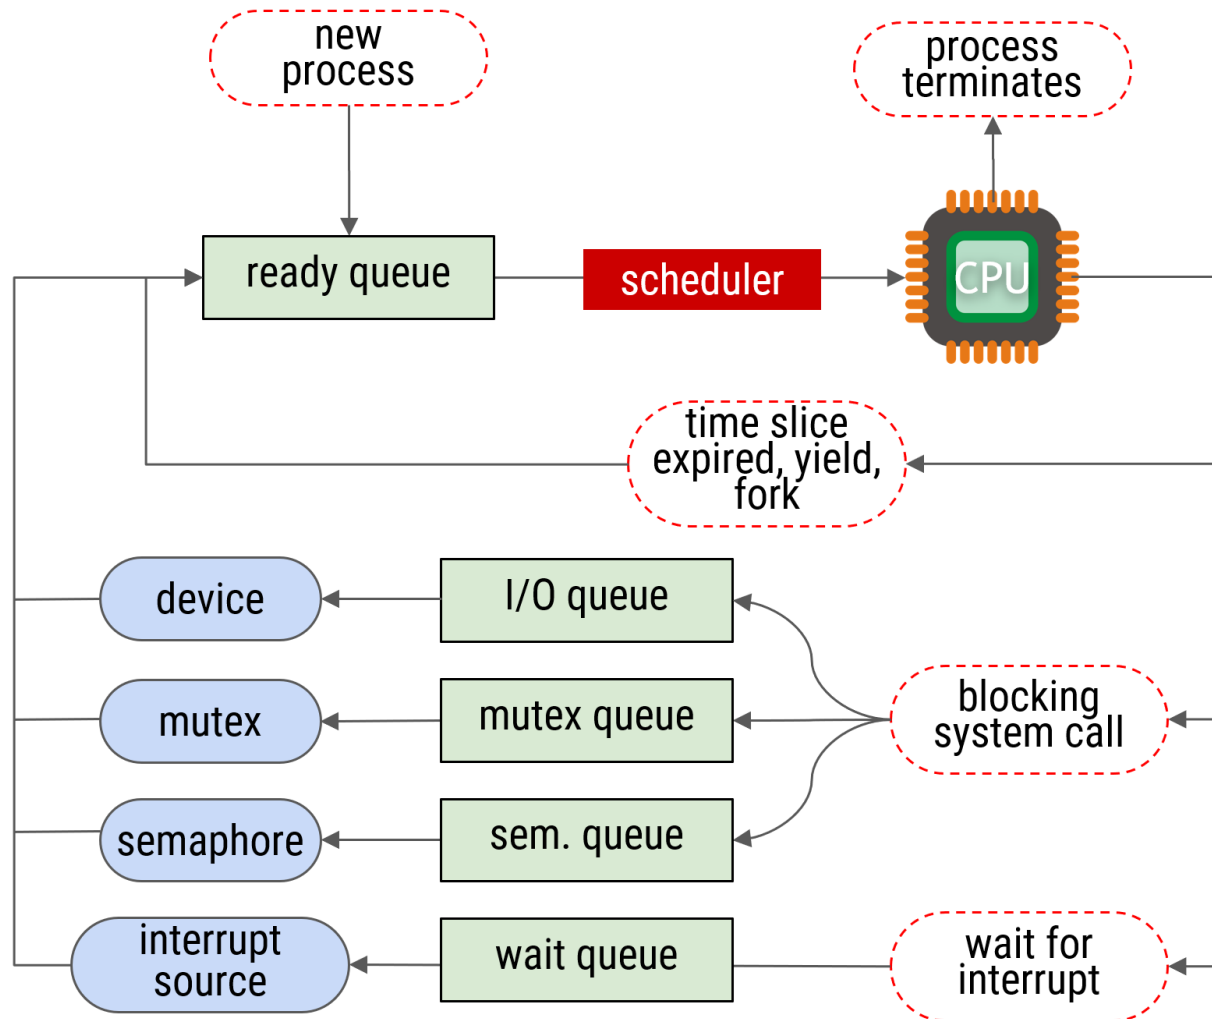 new
process
process
terminates
ready queue
scheduler
CPU
time slice
expired, yield,
fork
device
I/O queue
mutex
mutex queue
blocking
system call
semaphore
sem. queue
interrupt
source
wait queue
wait for
interrupt